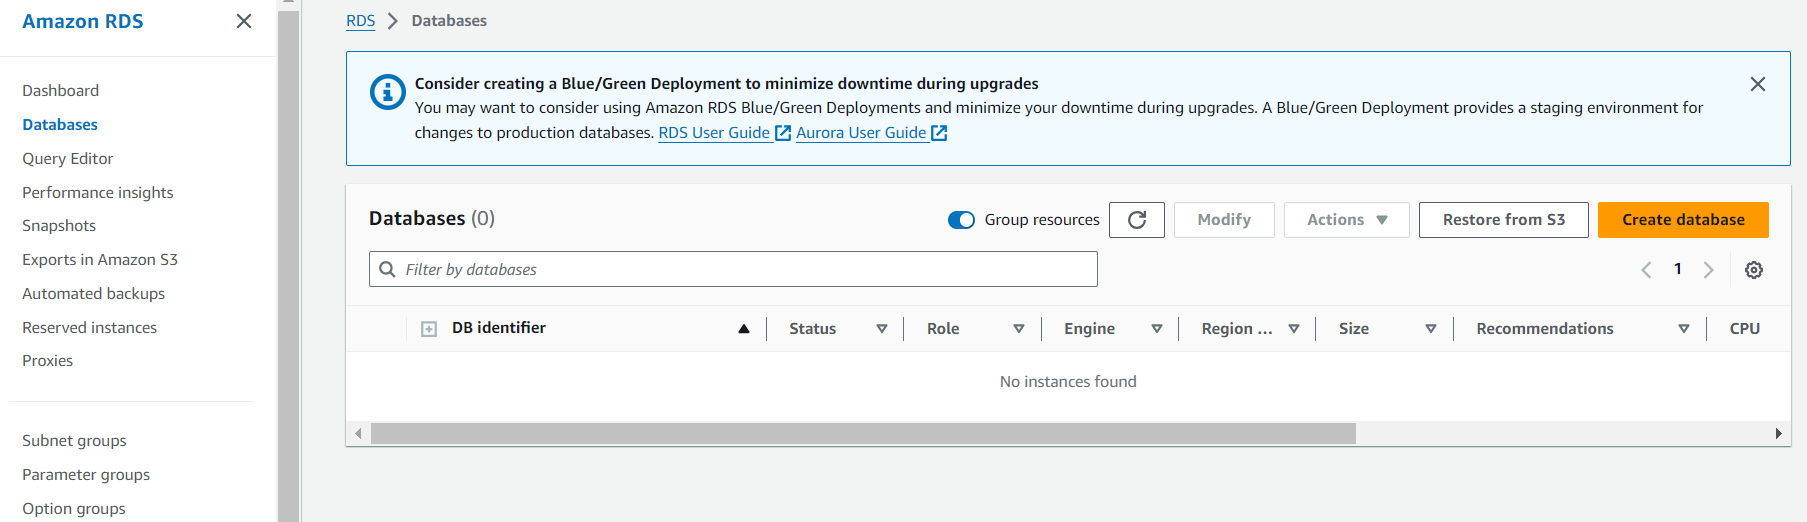 Amazon RDS
Dashboard
Databases
Query Editor
Performance insights
Snapshots
Exports in Amazon S3
Automated backups
Reserved instances
Proxies
Subnet groups
Parameter groups
Option groups
RDS > Databases
Consider creating a Blue/Green Deployment to minimize downtime during upgrades
You may want to consider using Amazon RDS Blue/Green Deployments and minimize your downtime during upgrades. A Blue/Green Deployment provides a staging environment for
changes to production databases. RDS User Guide Aurora User Guide
Databases (0)
Group resources
Modify
Actions
Restore from S3
Create database
Filter by databases
1
DB identifier
Status
Role
Engine
Region ...
Size
Recommendations
CPU
No instances found